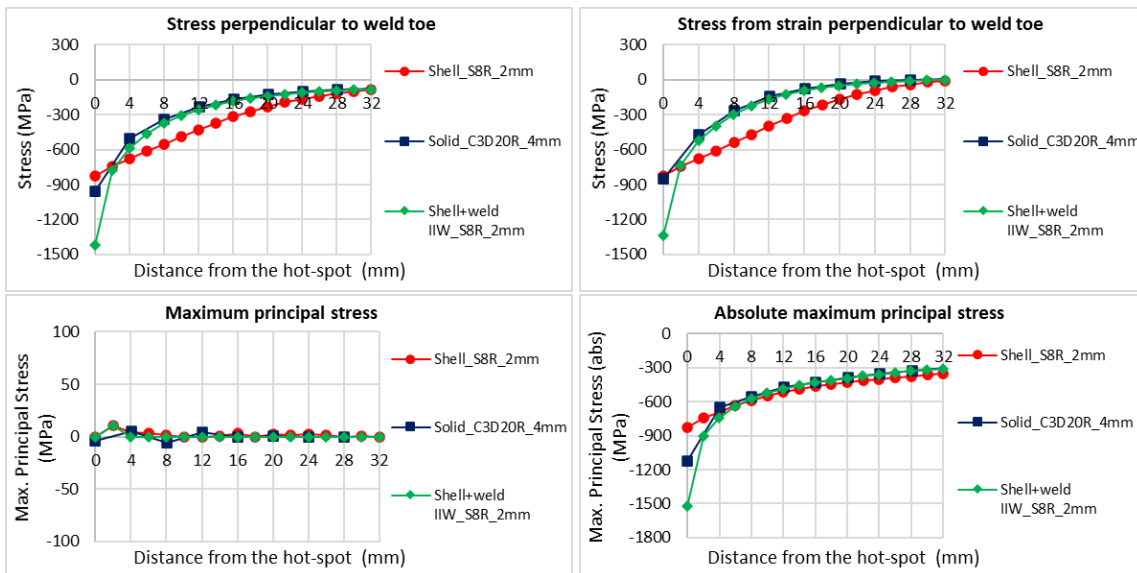 Stress perpendicular to weld toe
300
0
-300
-600
-900
-1200
-1500
0 4 8 12 16 20 24 28 32
Stress (MPa)
Distance from the hot-spot (mm)
Shell_S8R_2mm
Solid_C3D20R_4mm
Shell+weld
IIW_S8R_2mm
Stress from strain perpendicular to weld toe
300
0
-300
-600
-900
-1200
-1500
0 4 8 12 16 20 24 28 32
Stress (MPa)
Distance from the hot-spot (mm)
Shell_S8R_2mm
Solid_C3D20R_4mm
Shell+weld
IIW_S8R_2mm
Maximum principal stress
100
50
0
-50
-100
0 4 8 12 16 20 24 28 32
Max. Principal Stress
(MPa)
Distance from the hot-spot (mm)
Shell_S8R_2mm
Solid_C3D20R_4mm
Shell+weld
IIW_S8R_2mm
Absolute maximum principal stress
0
-300
-600
-900
-1200
-1500
-1800
0 4 8 12 16 20 24 28 32
Max. Principal Stress (abs)
(MPa)
Distance from the hot-spot (mm)
Shell_S8R_2mm
Solid_C3D20R_4mm
Shell+weld
IIW_S8R_2mm